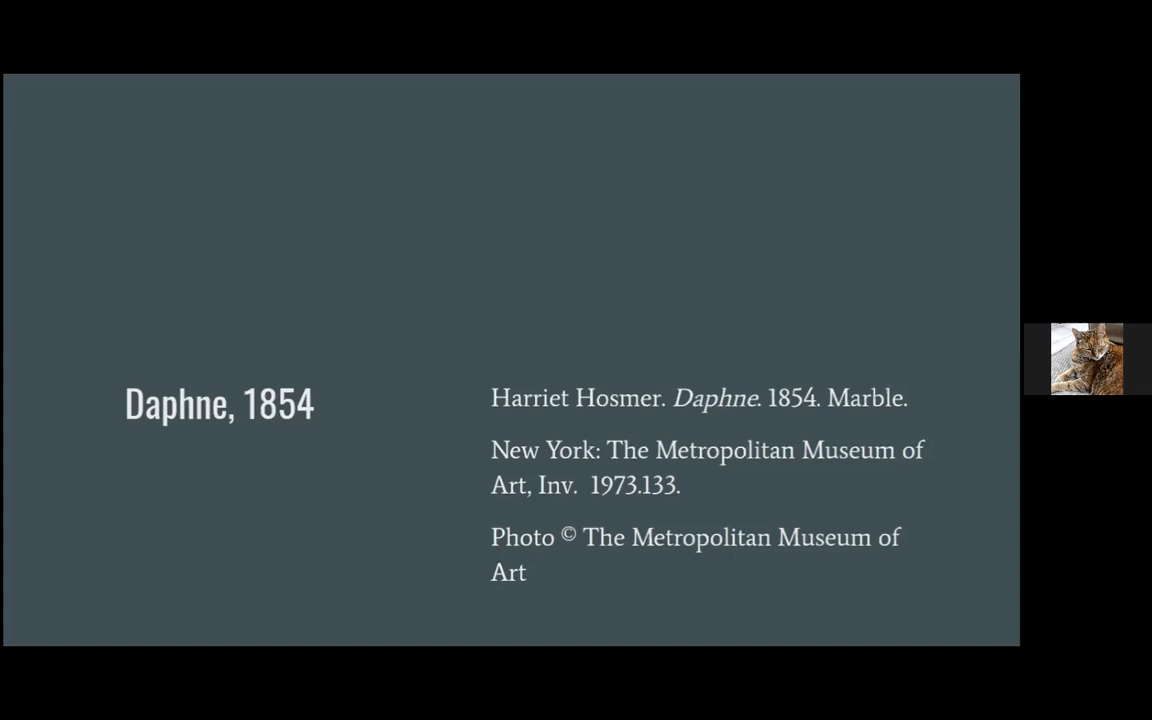 Daphne, 1854
Harriet Hosmer. Daphne. 1854. Marble.
New York: The Metropolitan Museum of
Art, Inv.  1973.133.
Photo © The Metropolitan Museum of
Art